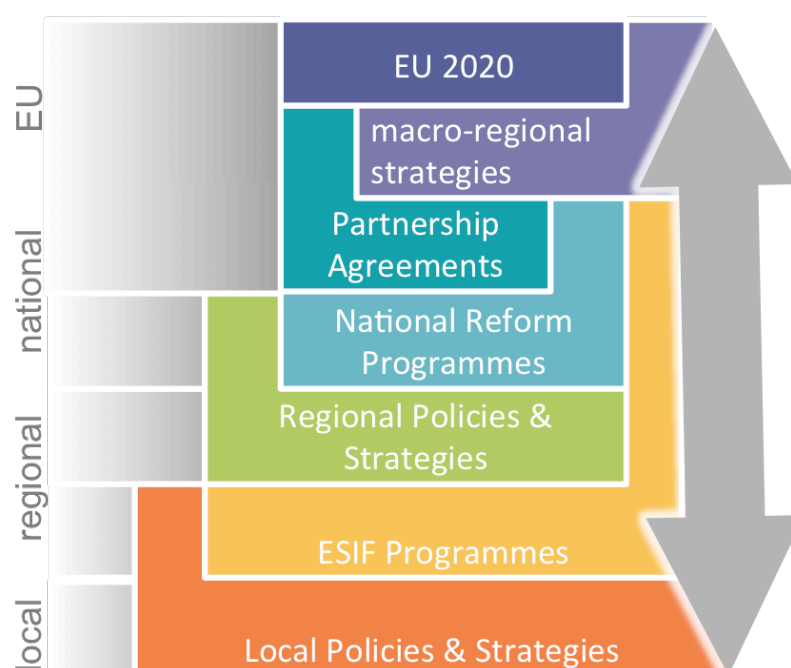 EU
national
regional
local
EU 2020
macro-regional
strategies
Partnership
Agreements
National Reform
Programmes
Regional Policies &
Strategies
ESIF Programmes
Local Policies & Strategies